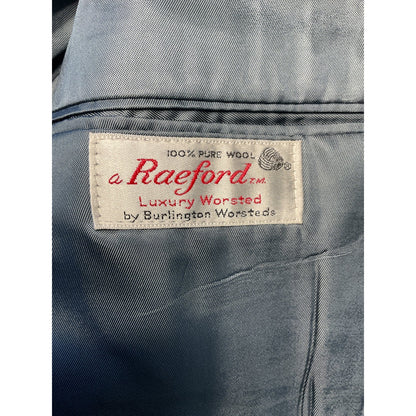 100% PURE WOOL ®
a Raeford T.M.
Luxury Worsted
by Burlington Worsteds